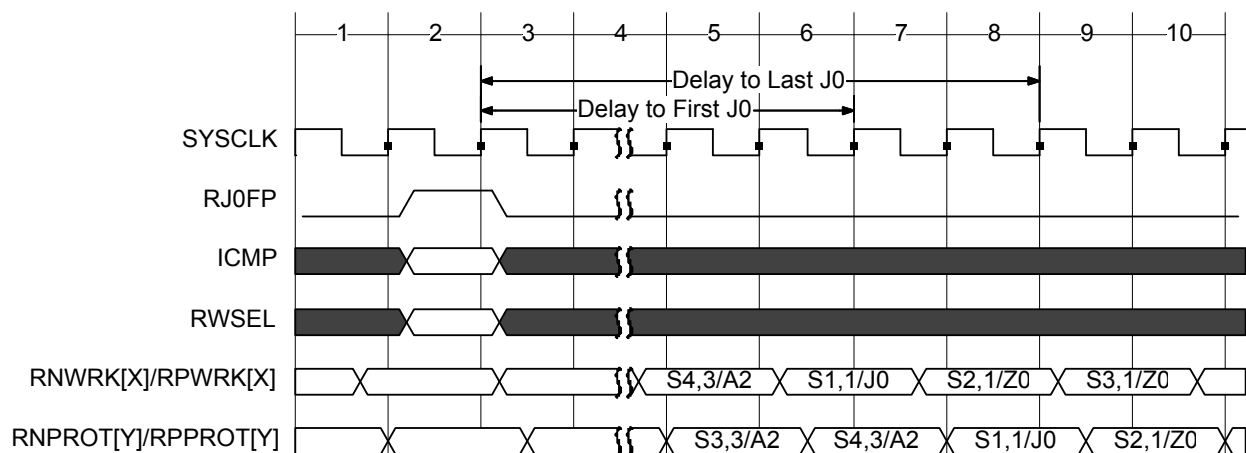 1 2 3 4 5 6 7 8 9 10
Delay to Last J0
Delay to First J0
SYSCLK
RJ0FP
ICMP
RWSEL
RNWRK[X]/RPWRK[X] S4,3/A2 S1,1/J0 S2,1/Z0 S3,1/Z0
RNPROT[Y]/RPPROT[Y] S3,3/A2 S4,3/A2 S1,1/J0 S2,1/Z0